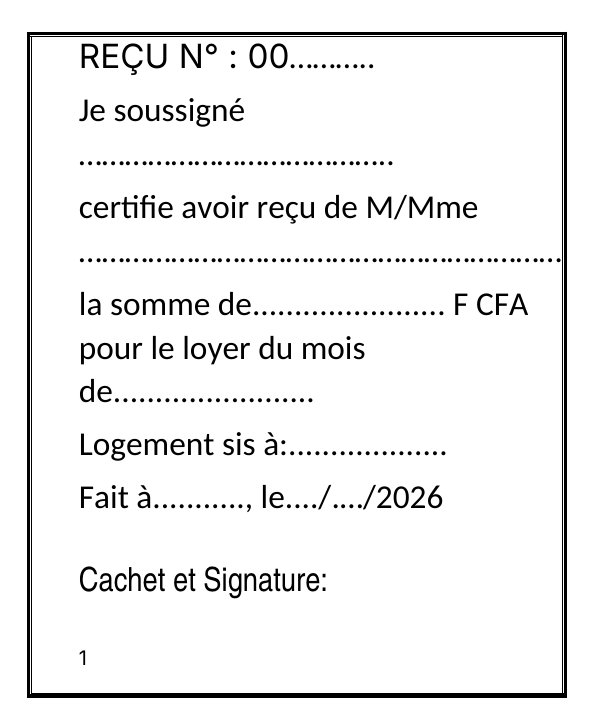 REÇU N° : 00………..
Je soussigné
…………………………………..
certifie avoir reçu de M/Mme
………………………………………………………
la somme de....................... F CFA
pour le loyer du mois
de........................
Logement sis à:...................
Fait à..........., le..../..../2026
Cachet et Signature:
1